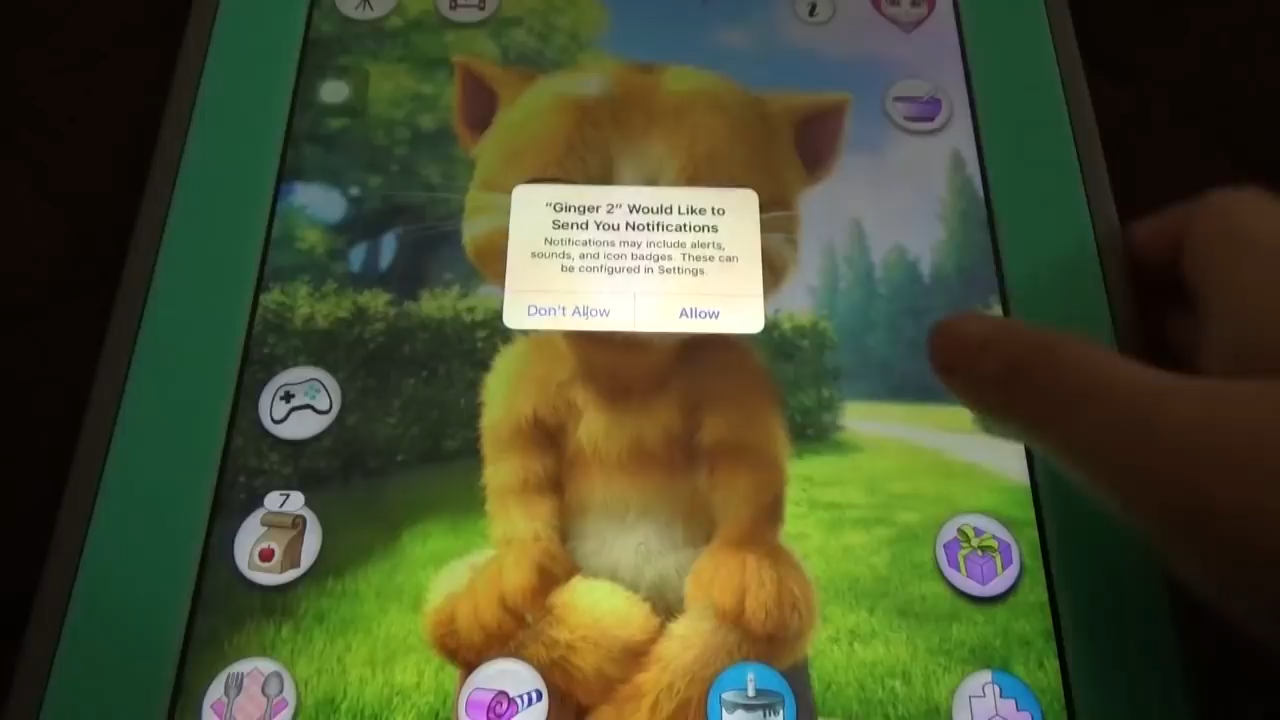 “Ginger 2” Would Like to
Send You Notifications
Notifications may include alerts,
sounds, and icon badges. These can
be configured in Settings.
Don't Allow
Allow
7